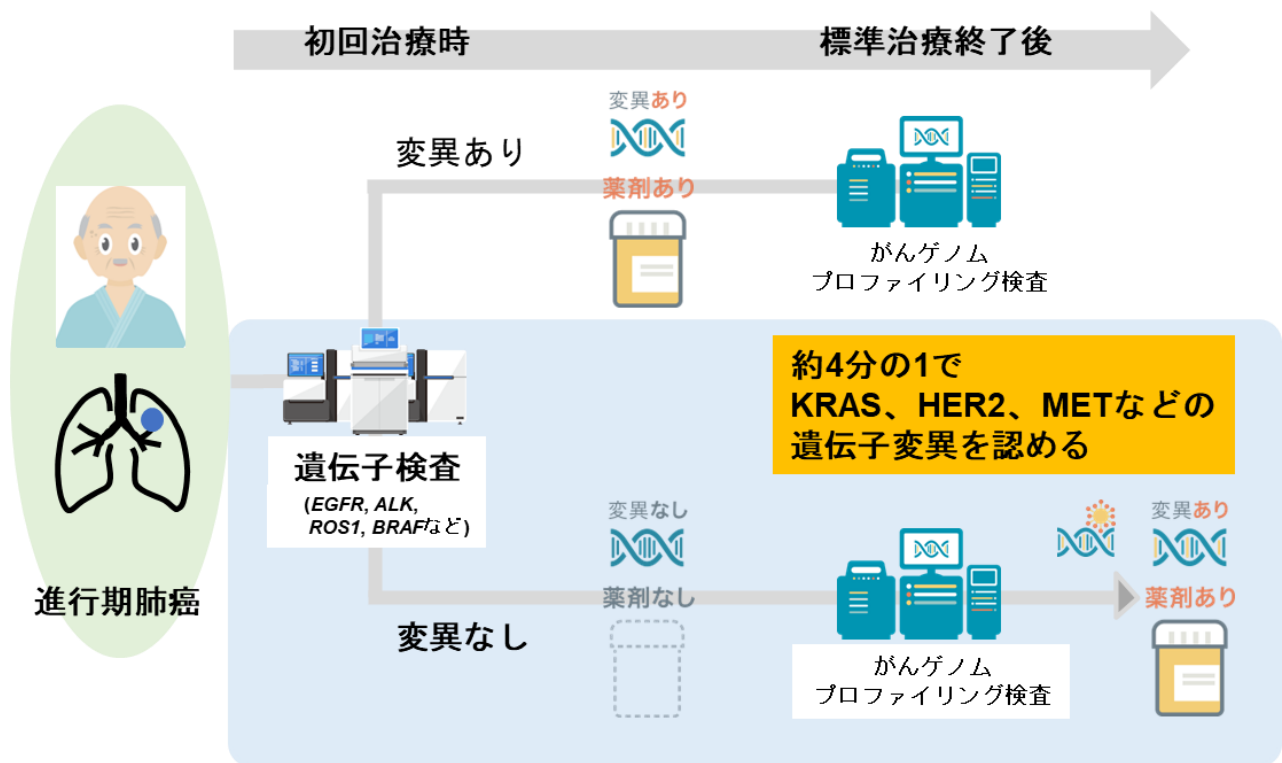 初回治療時
標準治療終了後
変異あり
変異あり
薬剤あり
がんゲノム
プロファイリング検査
進行期肺癌
遺伝子検査
(EGFR, ALK,
ROS1, BRAFなど)
約4分の1で
KRAS、HER2、METなどの
遺伝子変異を認める
変異なし
変異なし
薬剤なし
がんゲノム
プロファイリング検査
変異あり
薬剤あり